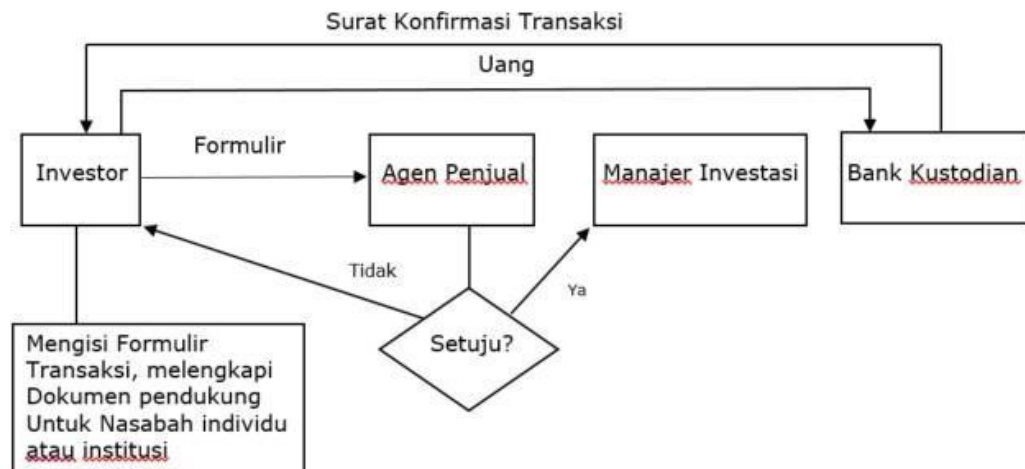 Surat Konfirmasi Transaksi
Uang
Formulir
Investor
Agen Penjual
Manajer Investasi
Bank Kustodian
Tidak
Ya
Setuju?
Mengisi Formulir
Transaksi, melengkapi
Dokumen pendukung
Untuk Nasabah individu
atau institusi